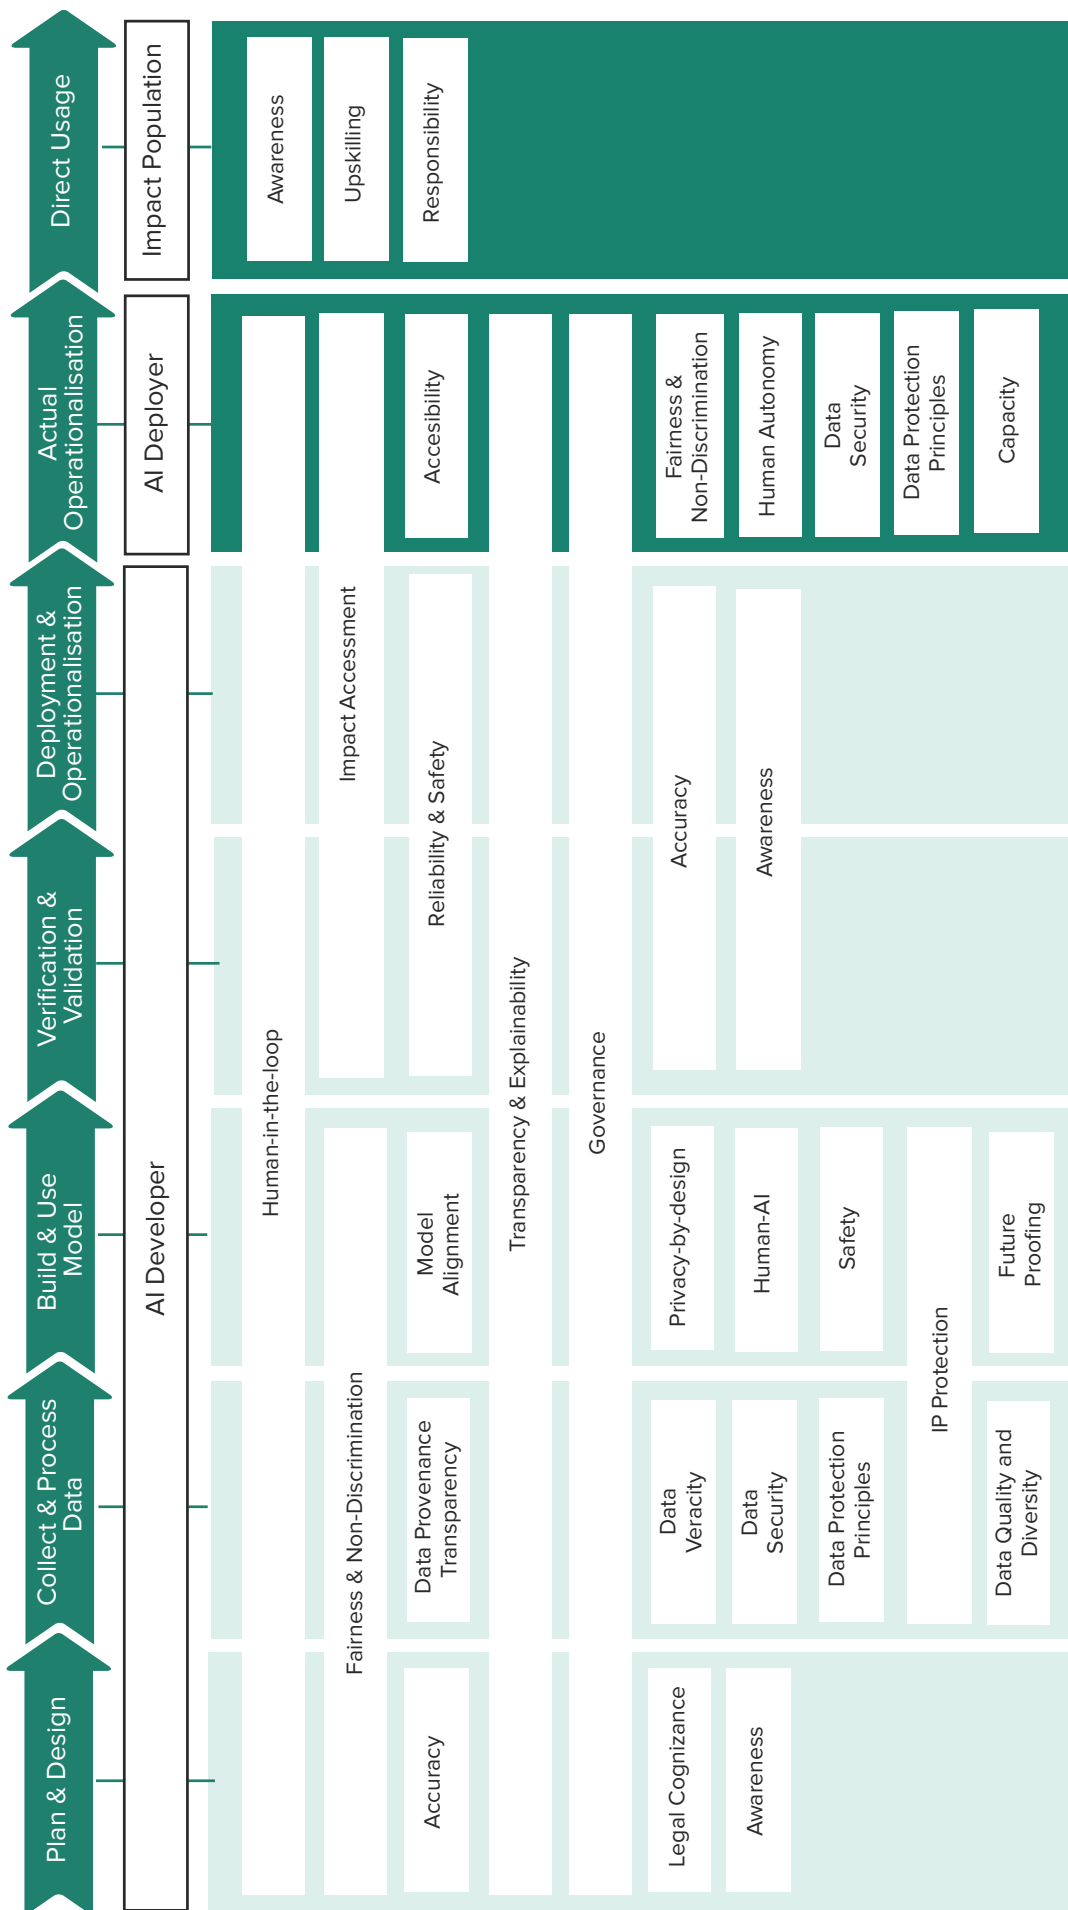 Plan & Design
Collect & Process
Data
Build & Use
Model
Verification &
Validation
Deployment &
Operationalisation
Actual
Operationalisation
Direct Usage
AI Developer
AI Deployer
Impact Population
Human-in-the-loop
Awareness
Fairness & Non-Discrimination
Impact Accessment
Upskilling
Accuracy
Data Provenance
Transparency
Model
Alignment
Reliability & Safety
Accesibility
Responsibility
Transparency & Explainability
Governance
Legal Cognizance
Data
Veracity
Privacy-by-design
Accuracy
Fairness &
Non-Discrimination
Awareness
Data
Security
Human-AI
Awareness
Human Autonomy
Data Protection
Principles
Safety
Data
Security
IP Protection
Data Protection
Principles
Data Quality and
Diversity
Future
Proofing
Capacity